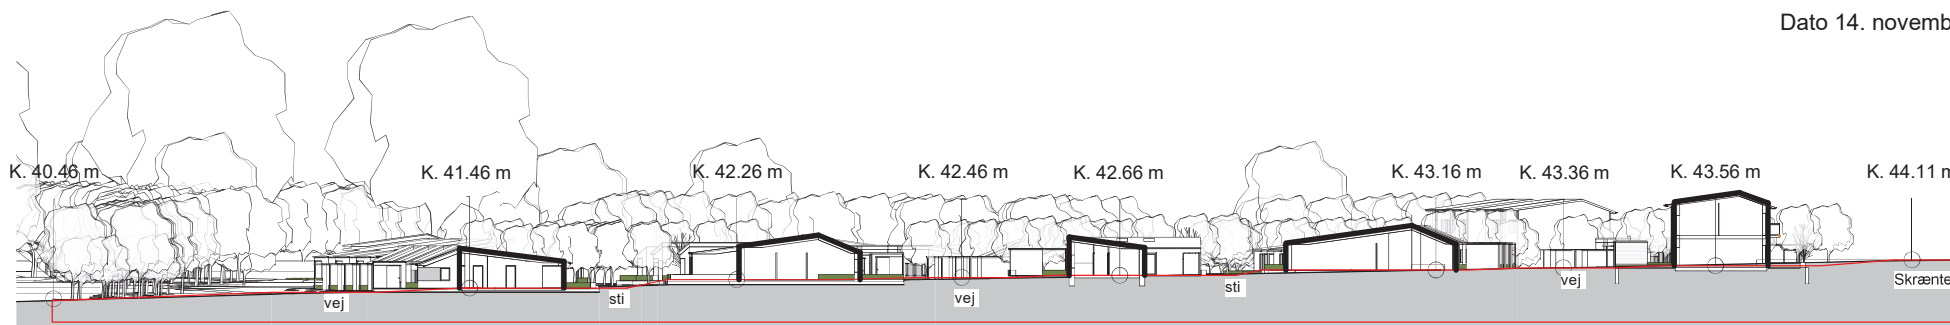 Dato 14. novemb
K. 40.46 m
K. 41.46 m
K. 42.26 m
K. 42.46 m
K. 42.66 m
K. 43.16 m
K. 43.36 m
K. 43.56 m
K. 44.11 m
vej
sti
vej
sti
vej
Skrænte